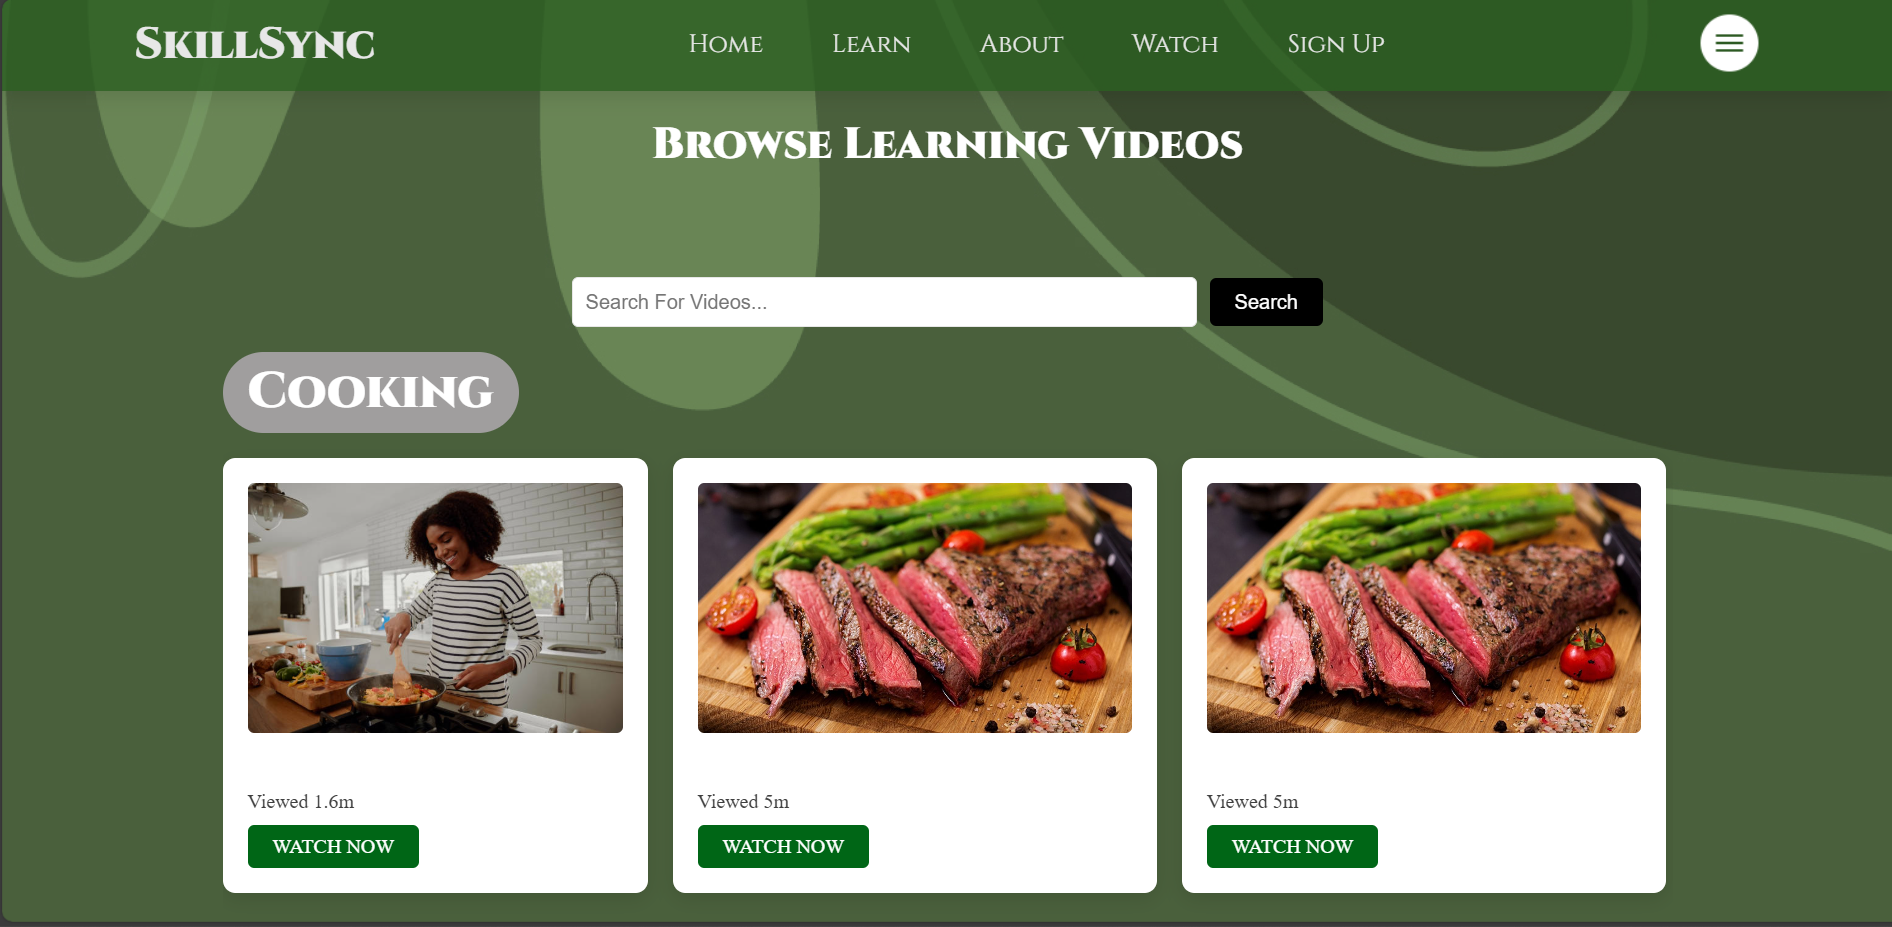 SkillSync
Home Learn About Watch Sign Up
Browse Learning Videos
Search For Videos... Search
Cooking
Viewed 1.6m Viewed 5m Viewed 5m
WATCH NOW WATCH NOW WATCH NOW